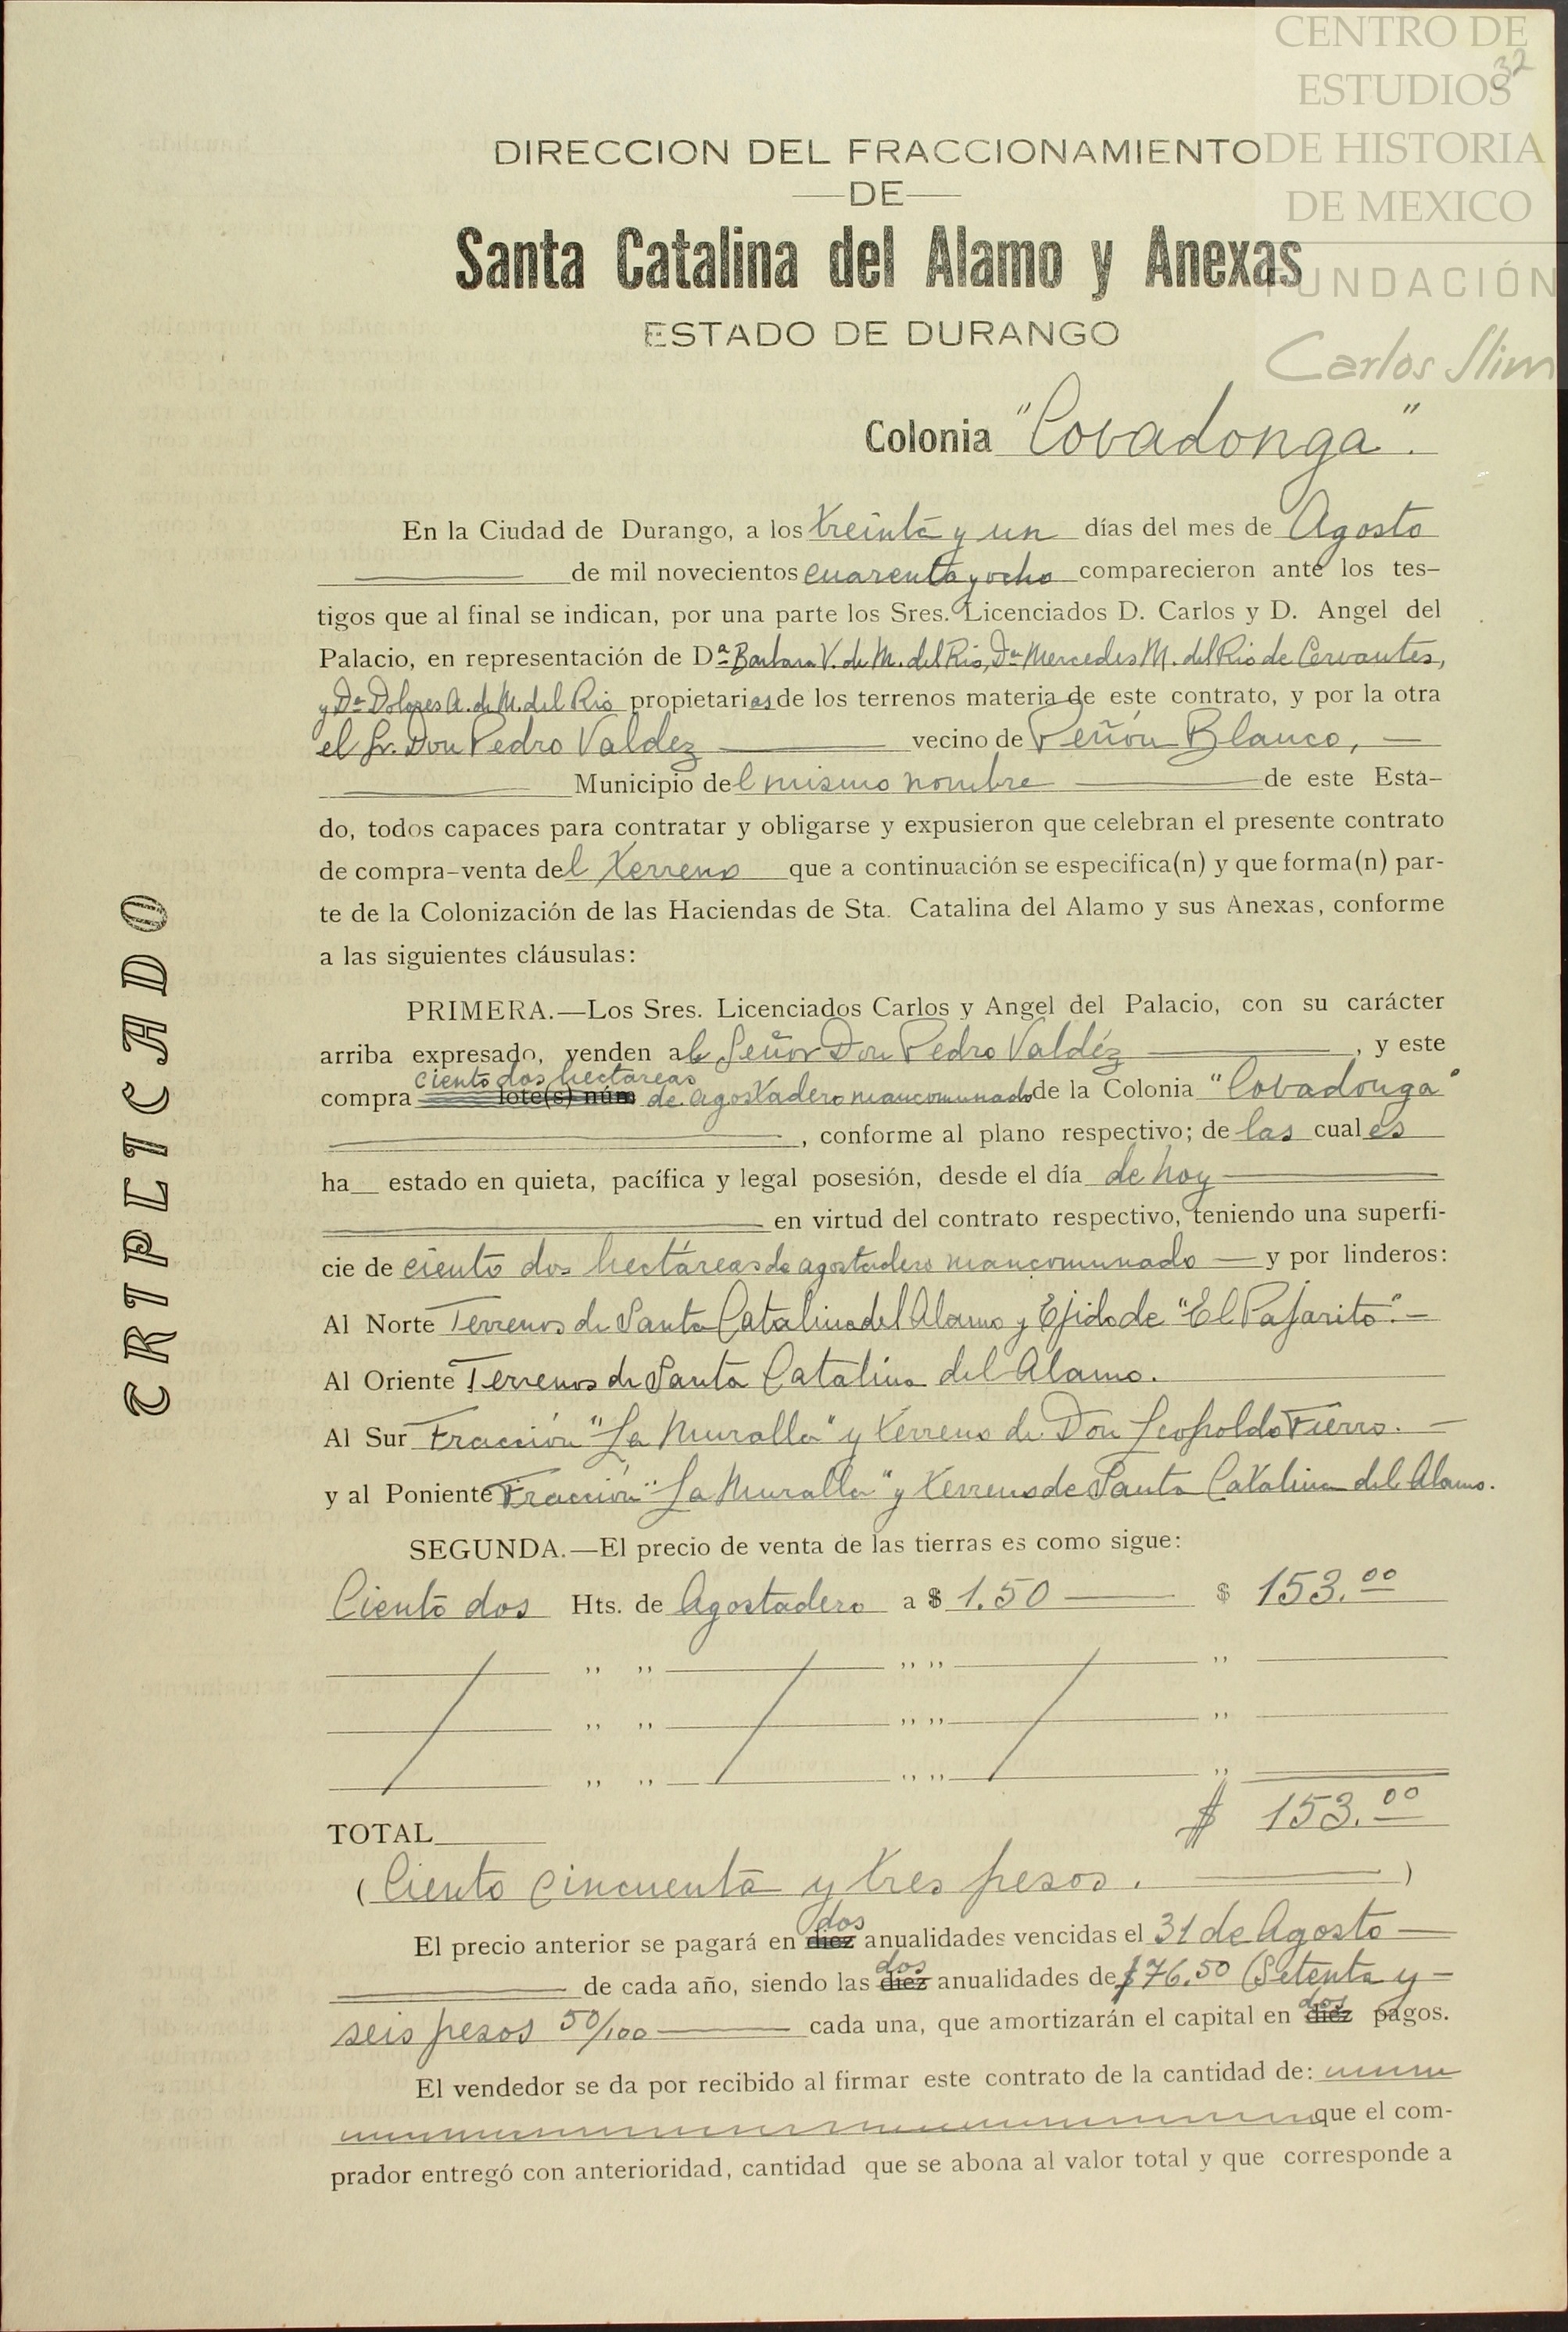 CENTRO DE
ESTUDIOS
DE HISTORIA
DE MEXICO
FUNDACIÓN
Carlos Slim
32
DIRECCION DEL FRACCIONAMIENTO
—DE—
Santa Catalina del Alamo y Anexas
ESTADO DE DURANGO
Colonia "Covadonga".
En la Ciudad de Durango, a los treinta y un días del mes de Agosto
de mil novecientos cuarenta y ocho comparecieron ante los tes-
tigos que al final se indican, por una parte los Sres. Licenciados D. Carlos y D. Angel del
Palacio, en representación de Dª Barbara V. de M. del Rio, Dª Mercedes M. del Rio de Cervantes,
y Dª Dolores A. de M. del Rio propietarias de los terrenos materia de este contrato, y por la otra
el Sr. Don Pedro Valdez vecino de Peñón Blanco, —
Municipio del mismo nombre de este Esta-
do, todos capaces para contratar y obligarse y expusieron que celebran el presente contrato
de compra-venta del terreno que a continuación se especifica(n) y que forma(n) par-
te de la Colonización de las Haciendas de Sta. Catalina del Alamo y sus Anexas, conforme
a las siguientes cláusulas:
PRIMERA.—Los Sres. Licenciados Carlos y Angel del Palacio, con su carácter
arriba expresado, venden al Señor Don Pedro Valdéz, y este
ciento dos hectareas
compra lote(s) núm de agostadero mancomunado de la Colonia "Covadonga"
, conforme al plano respectivo; de las cuales
ha estado en quieta, pacífica y legal posesión, desde el día de hoy
en virtud del contrato respectivo, teniendo una superfi-
cie de ciento dos hectáreas de agostadero mancomunado — y por linderos:
Al Norte Terrenos de Santa Catalina del Alamo y Ejido de "El Pajarito".—
Al Oriente Terrenos de Santa Catalina del Alamo.
Al Sur Fracción "La Muralla" y terreno de Don Leopoldo Fierro. —
y al Poniente Fracción "La Muralla" y terrenos de Santa Catalina del Alamo.
SEGUNDA.—El precio de venta de las tierras es como sigue:
Ciento dos Hts. de Agostadero a $ 1.50 — $ 153.00
" " " " "
" " " " "
" " " " "
TOTAL $ 153.00
(Ciento cincuenta y tres pesos. — )
dos
El precio anterior se pagará en diez anualidades vencidas el 31 de Agosto —
dos
de cada año, siendo las diez anualidades de $76.50 (Setenta y —
dos
seis pesos 50/100 — cada una, que amortizarán el capital en diez pagos.
El vendedor se da por recibido al firmar este contrato de la cantidad de:
que el com-
prador entregó con anterioridad, cantidad que se abona al valor total y que corresponde a
TRIPLICADO